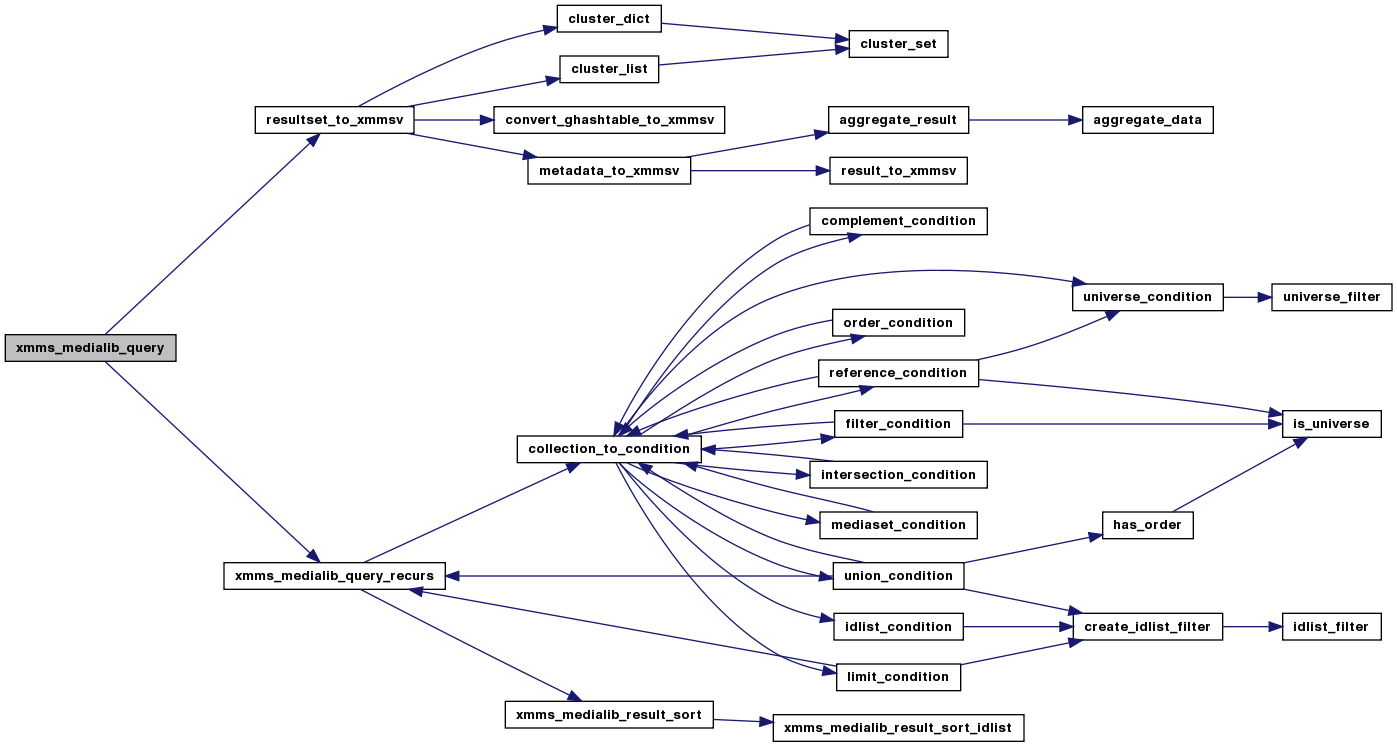 cluster_dict
cluster_set
cluster_list
resultset_to_xmmsv
convert_ghashtable_to_xmmsv
aggregate_result
aggregate_data
metadata_to_xmmsv
result_to_xmmsv
complement_condition
universe_condition
universe_filter
order_condition
xmms_medialib_query
reference_condition
filter_condition
is_universe
collection_to_condition
intersection_condition
mediaset_condition
has_order
xmms_medialib_query_recurs
union_condition
idlist_condition
create_idlist_filter
idlist_filter
limit_condition
xmms_medialib_result_sort
xmms_medialib_result_sort_idlist